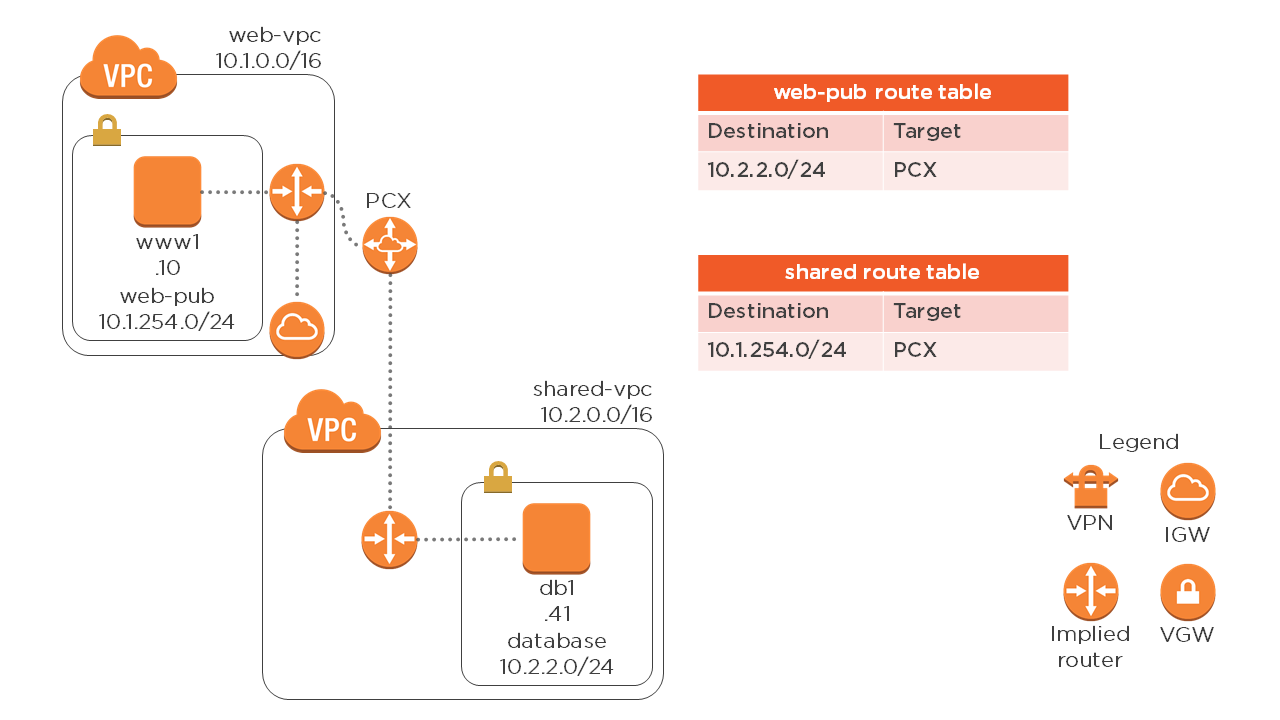 web-vpc
10.1.0.0/16
VPC
www1
.10
web-pub
10.1.254.0/24
PCX
web-pub route table
Destination Target
10.2.2.0/24 PCX
shared route table
Destination Target
10.1.254.0/24 PCX
shared-vpc
10.2.0.0/16
VPC
db1
.41
database
10.2.2.0/24
Legend
VPN
IGW
Implied
router
VGW